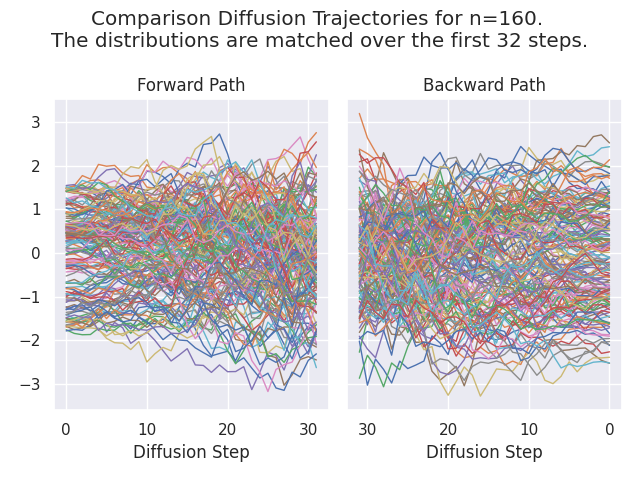 Comparison Diffusion Trajectories for n=160.
The distributions are matched over the first 32 steps.
Forward Path
Backward Path
3
2
1
0
−1
−2
−3
0 10 20 30
30 20 10 0
Diffusion Step
Diffusion Step